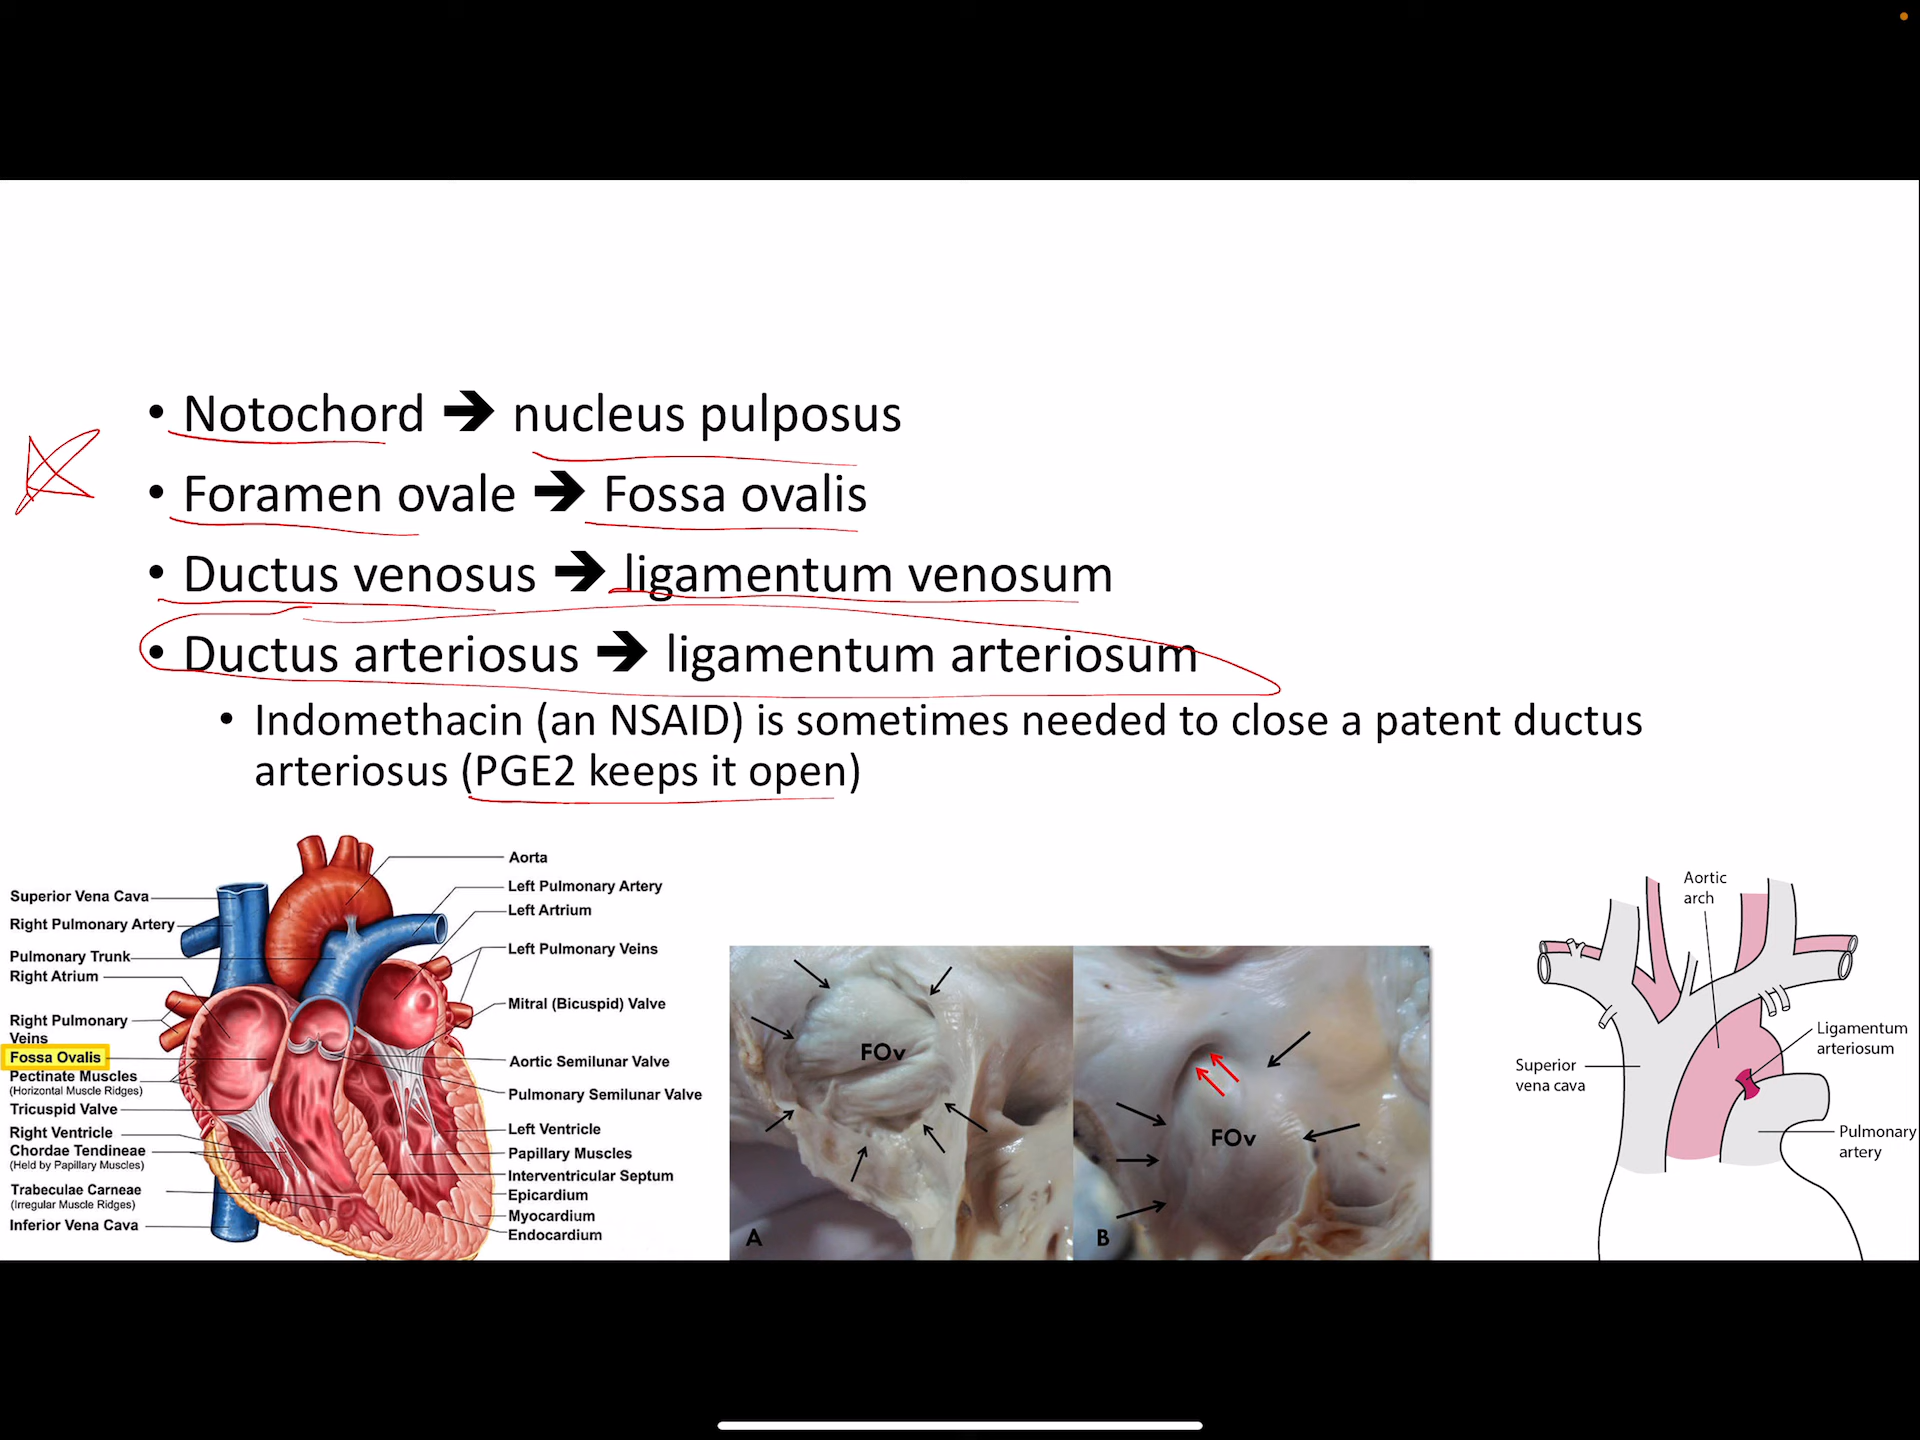 • Notochord → nucleus pulposus
• Foramen ovale → Fossa ovalis
• Ductus venosus → ligamentum venosum
• Ductus arteriosus → ligamentum arteriosum
• Indomethacin (an NSAID) is sometimes needed to close a patent ductus
arteriosus (PGE2 keeps it open)
Superior Vena Cava
Right Pulmonary Artery
Pulmonary Trunk
Right Atrium
Right Pulmonary
Veins
Fossa Ovalis
Pectinate Muscles
(Horizontal Muscle Ridges)
Tricuspid Valve
Right Ventricle
Chordae Tendineae
(Held by Papillary Muscles)
Trabeculae Carneae
(Irregular Muscle Ridges)
Inferior Vena Cava
Aorta
Left Pulmonary Artery
Left Artrium
Left Pulmonary Veins
Mitral (Bicuspid) Valve
Aortic Semilunar Valve
Pulmonary Semilunar Valve
Left Ventricle
Papillary Muscles
Interventricular Septum
Epicardium
Myocardium
Endocardium
FOv
A
FOv
B
Aortic
arch
Ligamentum
arteriosum
Superior
vena cava
Pulmonary
artery